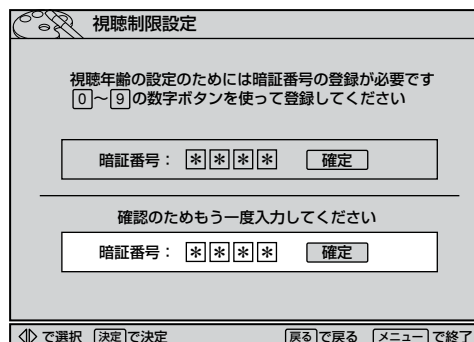 視聴制限設定
視聴年齢の設定のためには暗証番号の登録が必要です
0～9の数字ボタンを使って登録してください
暗証番号： ＊＊＊＊ 確定
確認のためもう一度入力してください
暗証番号： ＊＊＊＊ 確定
で選択 決定で決定 戻るで戻る メニューで終了